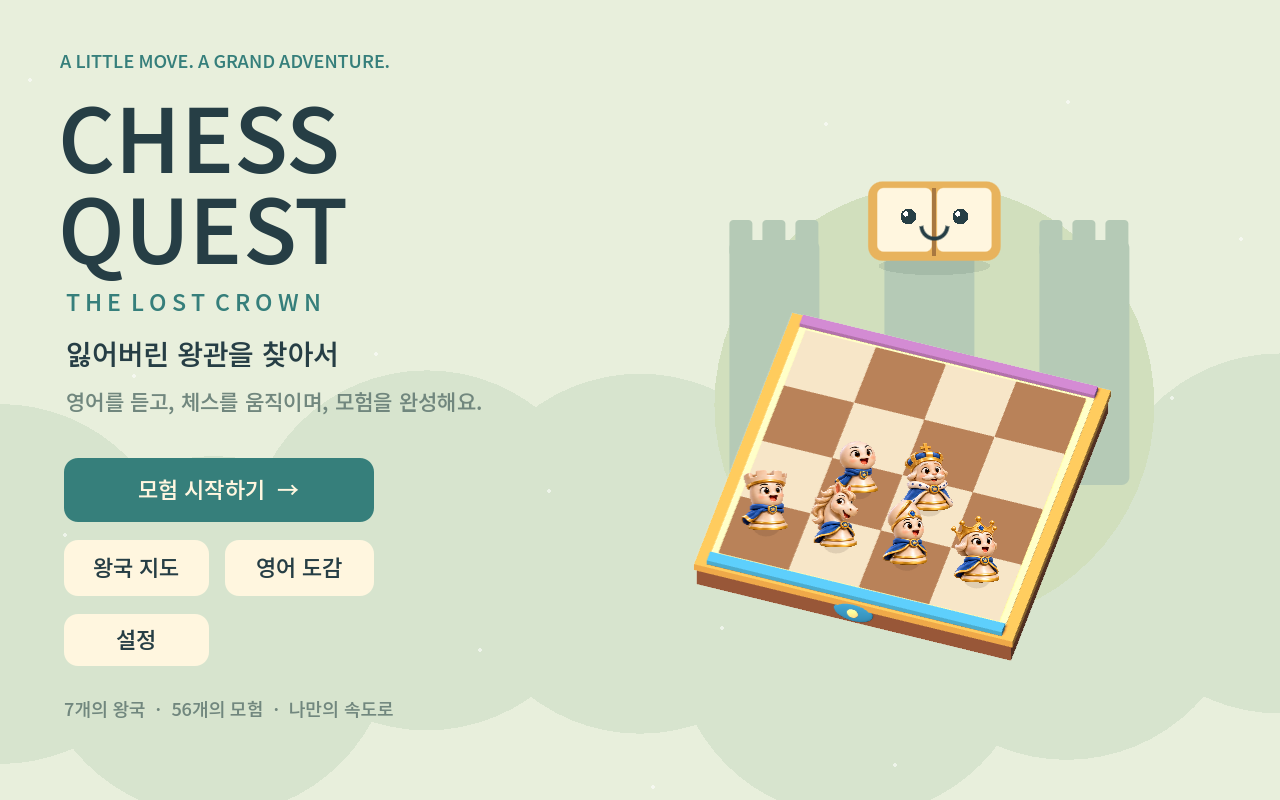 A LITTLE MOVE. A GRAND ADVENTURE.
CHESS
QUEST
THE LOST CROWN
잃어버린 왕관을 찾아서
영어를 듣고, 체스를 움직이며, 모험을 완성해요.
모험 시작하기 →
왕국 지도
영어 도감
설정
7개의 왕국 · 56개의 모험 · 나만의 속도로